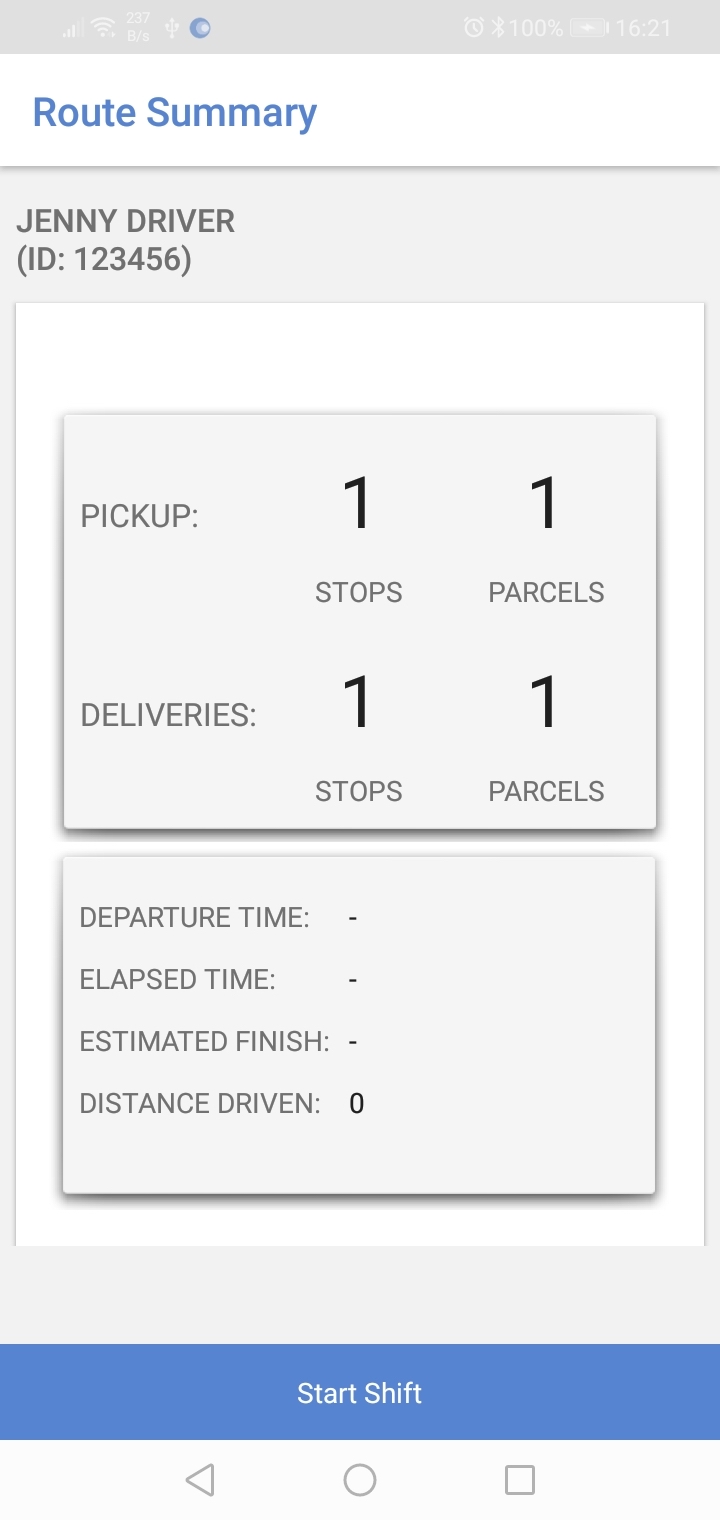 237
B/s
100%
16:21
Route Summary
JENNY DRIVER
(ID: 123456)
PICKUP:
1
1
STOPS
PARCELS
DELIVERIES:
1
1
STOPS
PARCELS
DEPARTURE TIME: -
ELAPSED TIME: -
ESTIMATED FINISH: -
DISTANCE DRIVEN: 0
Start Shift